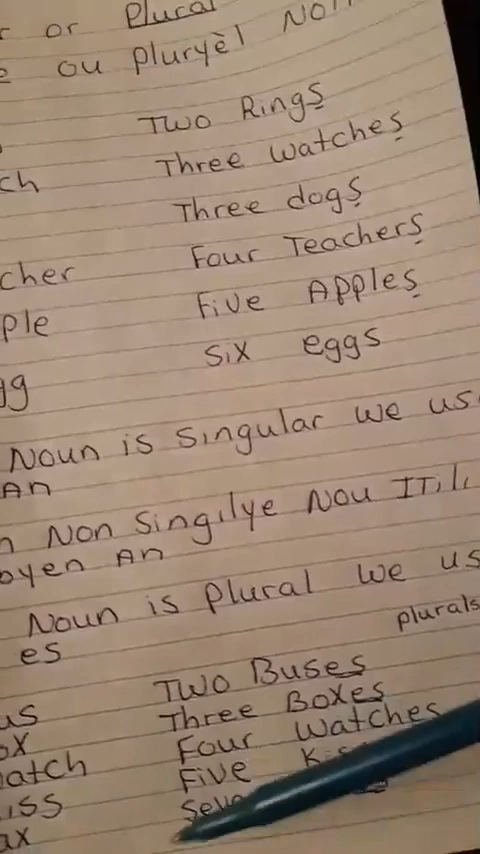 r or Plural
e ou pluryèl Non
Two Rings
ch Three watches
Three dogs
cher Four Teachers
ple Five Apples
gg six eggs
Noun is singular we us
An
n Non Singilye Nou Itili
oyen An
Noun is plural we us
es plurals
us Two Buses
ox Three Boxes
atch Four Watches
iss Five
ax